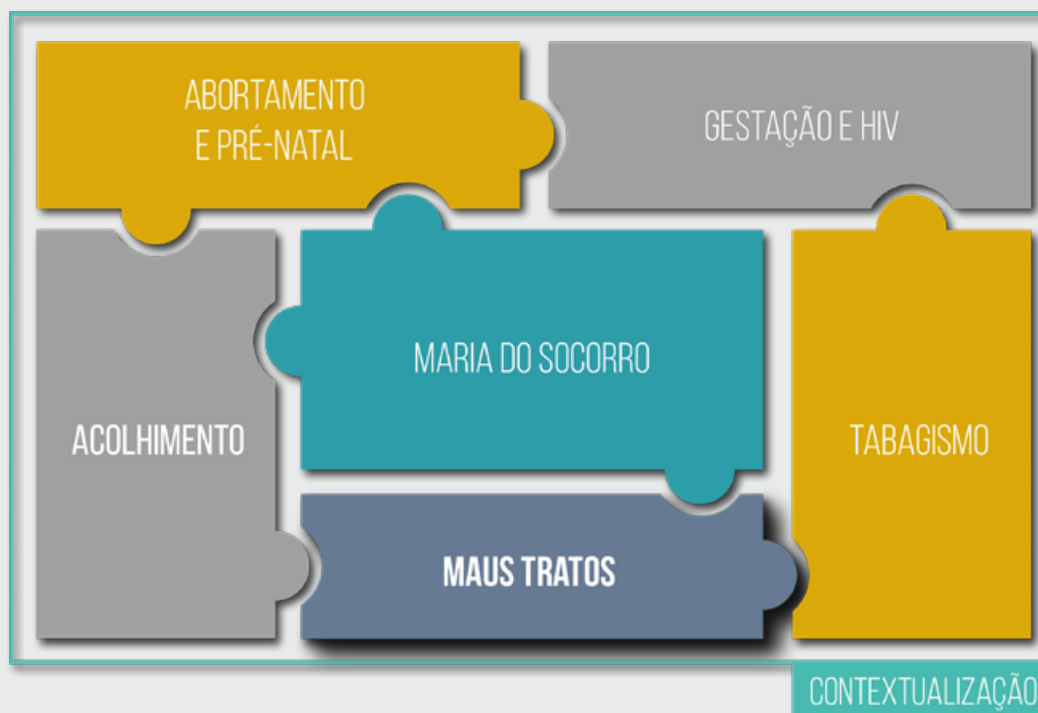 ABORTAMENTO
E PRÉ-NATAL
GESTAÇÃO E HIV
MARIA DO SOCORRO
ACOLHIMENTO
TABAGISMO
MAUS TRATOS
CONTEXTUALIZAÇÃO